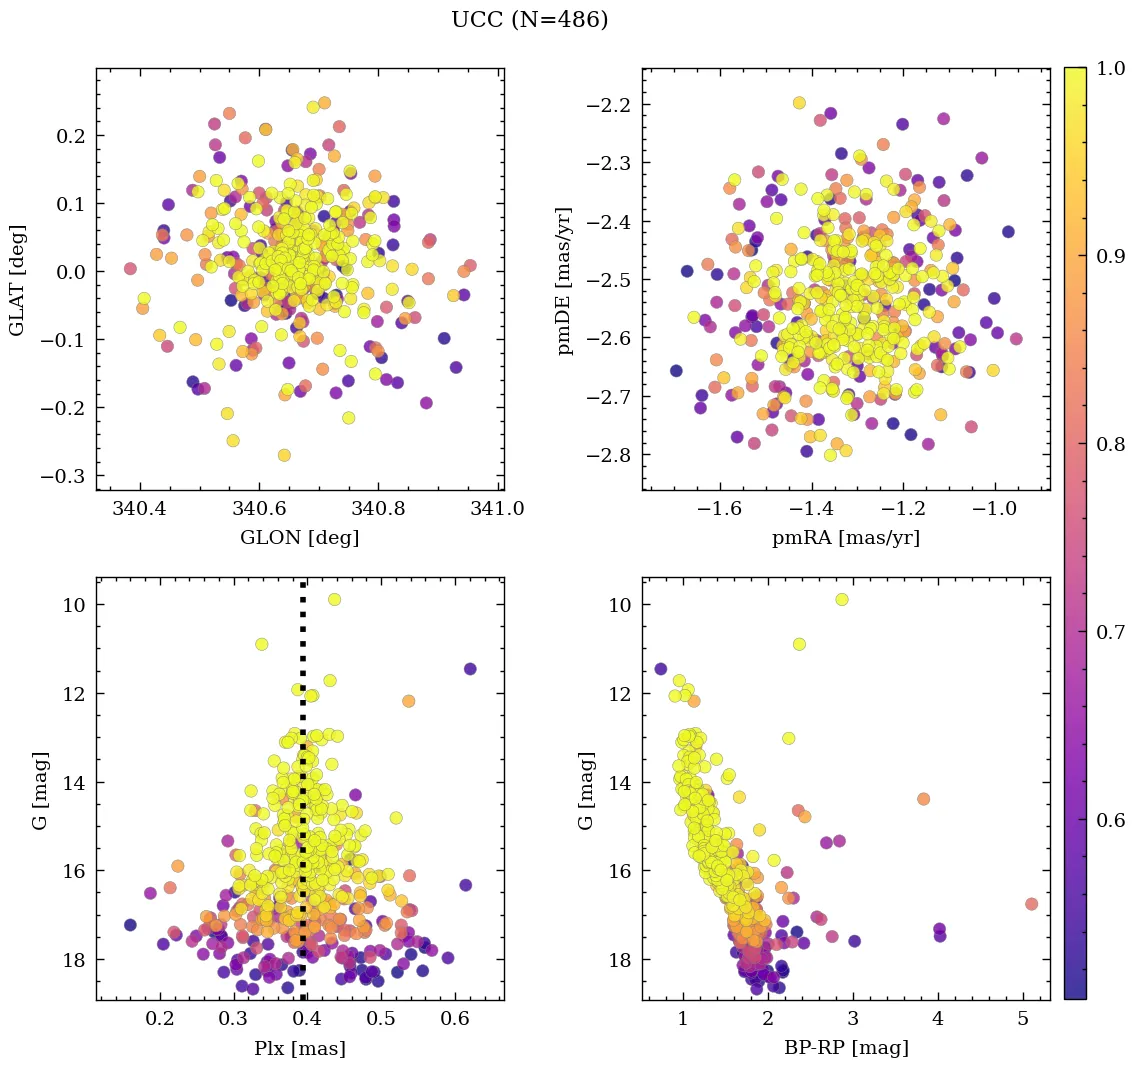 UCC (N=486)
0.2
0.1
0.0
−0.1
−0.2
−0.3
GLAT [deg]
340.4 340.6 340.8 341.0
GLON [deg]
−2.2
−2.3
−2.4
−2.5
−2.6
−2.7
−2.8
pmDE [mas/yr]
−1.6 −1.4 −1.2 −1.0
pmRA [mas/yr]
1.0
0.9
0.8
0.7
0.6
10
12
14
16
18
G [mag]
0.2 0.3 0.4 0.5 0.6
Plx [mas]
10
12
14
16
18
G [mag]
1 2 3 4 5
BP-RP [mag]